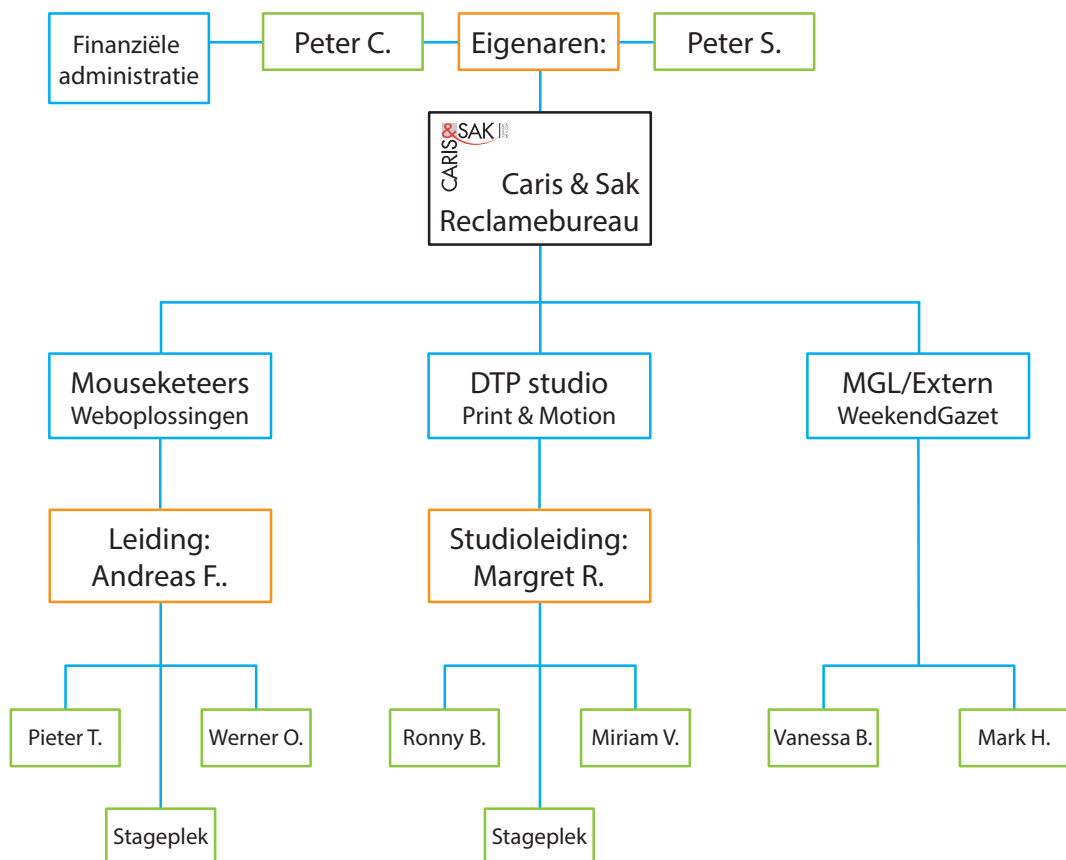 Finanziële
administratie
Peter C.
Eigenaren:
Peter S.
CARIS&SAK
Caris & Sak
Reclamebureau
Mouseketeers
Weboplossingen
DTP studio
Print & Motion
MGL/Extern
WeekendGazet
Leiding:
Andreas F..
Studioleiding:
Margret R.
Pieter T.
Werner O.
Ronny B.
Miriam V.
Vanessa B.
Mark H.
Stageplek
Stageplek